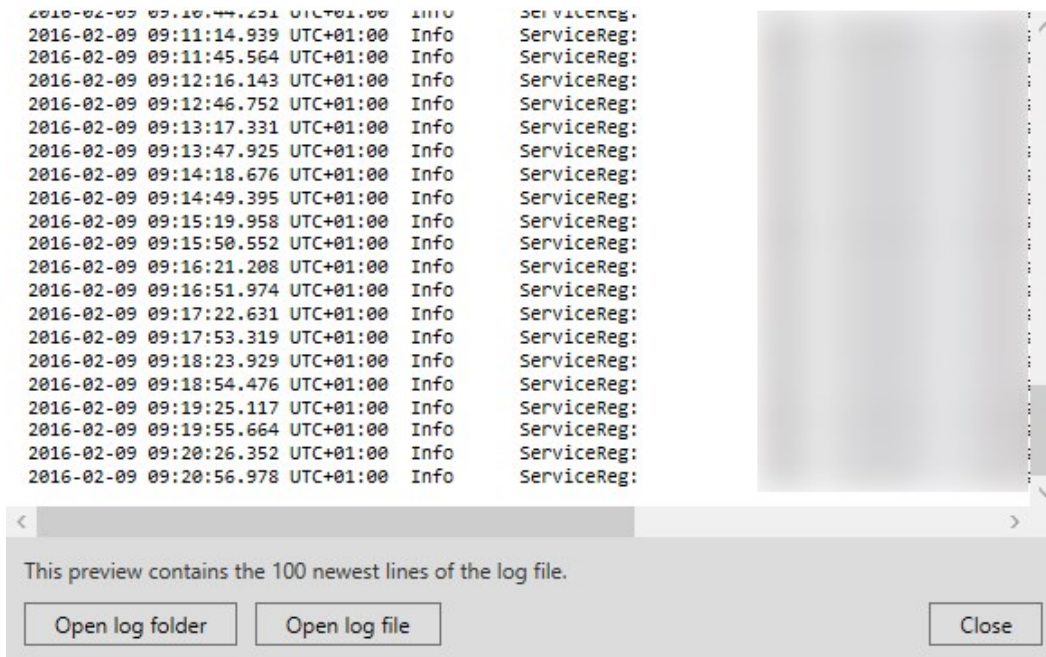 2016-02-09 09:10:44.251 UTC+01:00 Info ServiceReg:
2016-02-09 09:11:14.939 UTC+01:00 Info ServiceReg:
2016-02-09 09:11:45.564 UTC+01:00 Info ServiceReg:
2016-02-09 09:12:16.143 UTC+01:00 Info ServiceReg:
2016-02-09 09:12:46.752 UTC+01:00 Info ServiceReg:
2016-02-09 09:13:17.331 UTC+01:00 Info ServiceReg:
2016-02-09 09:13:47.925 UTC+01:00 Info ServiceReg:
2016-02-09 09:14:18.676 UTC+01:00 Info ServiceReg:
2016-02-09 09:14:49.395 UTC+01:00 Info ServiceReg:
2016-02-09 09:15:19.958 UTC+01:00 Info ServiceReg:
2016-02-09 09:15:50.552 UTC+01:00 Info ServiceReg:
2016-02-09 09:16:21.208 UTC+01:00 Info ServiceReg:
2016-02-09 09:16:51.974 UTC+01:00 Info ServiceReg:
2016-02-09 09:17:22.631 UTC+01:00 Info ServiceReg:
2016-02-09 09:17:53.319 UTC+01:00 Info ServiceReg:
2016-02-09 09:18:23.929 UTC+01:00 Info ServiceReg:
2016-02-09 09:18:54.476 UTC+01:00 Info ServiceReg:
2016-02-09 09:19:25.117 UTC+01:00 Info ServiceReg:
2016-02-09 09:19:55.664 UTC+01:00 Info ServiceReg:
2016-02-09 09:20:26.352 UTC+01:00 Info ServiceReg:
2016-02-09 09:20:56.978 UTC+01:00 Info ServiceReg:
This preview contains the 100 newest lines of the log file.
Open log folder Open log file Close